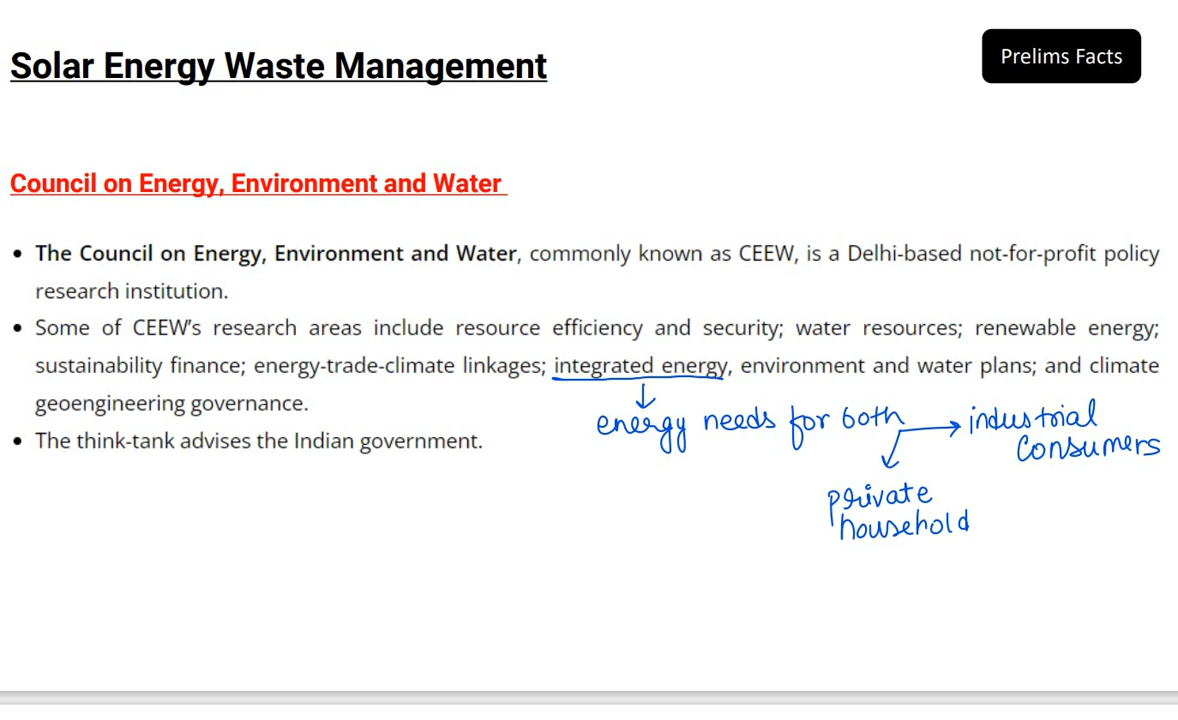 Solar Energy Waste Management
Prelims Facts
Council on Energy, Environment and Water
• The Council on Energy, Environment and Water, commonly known as CEEW, is a Delhi-based not-for-profit policy
research institution.
• Some of CEEW's research areas include resource efficiency and security; water resources; renewable energy;
sustainability finance; energy-trade-climate linkages; integrated energy, environment and water plans; and climate
geoengineering governance.
• The think-tank advises the Indian government.
energy needs for both → industrial
consumers
private
household